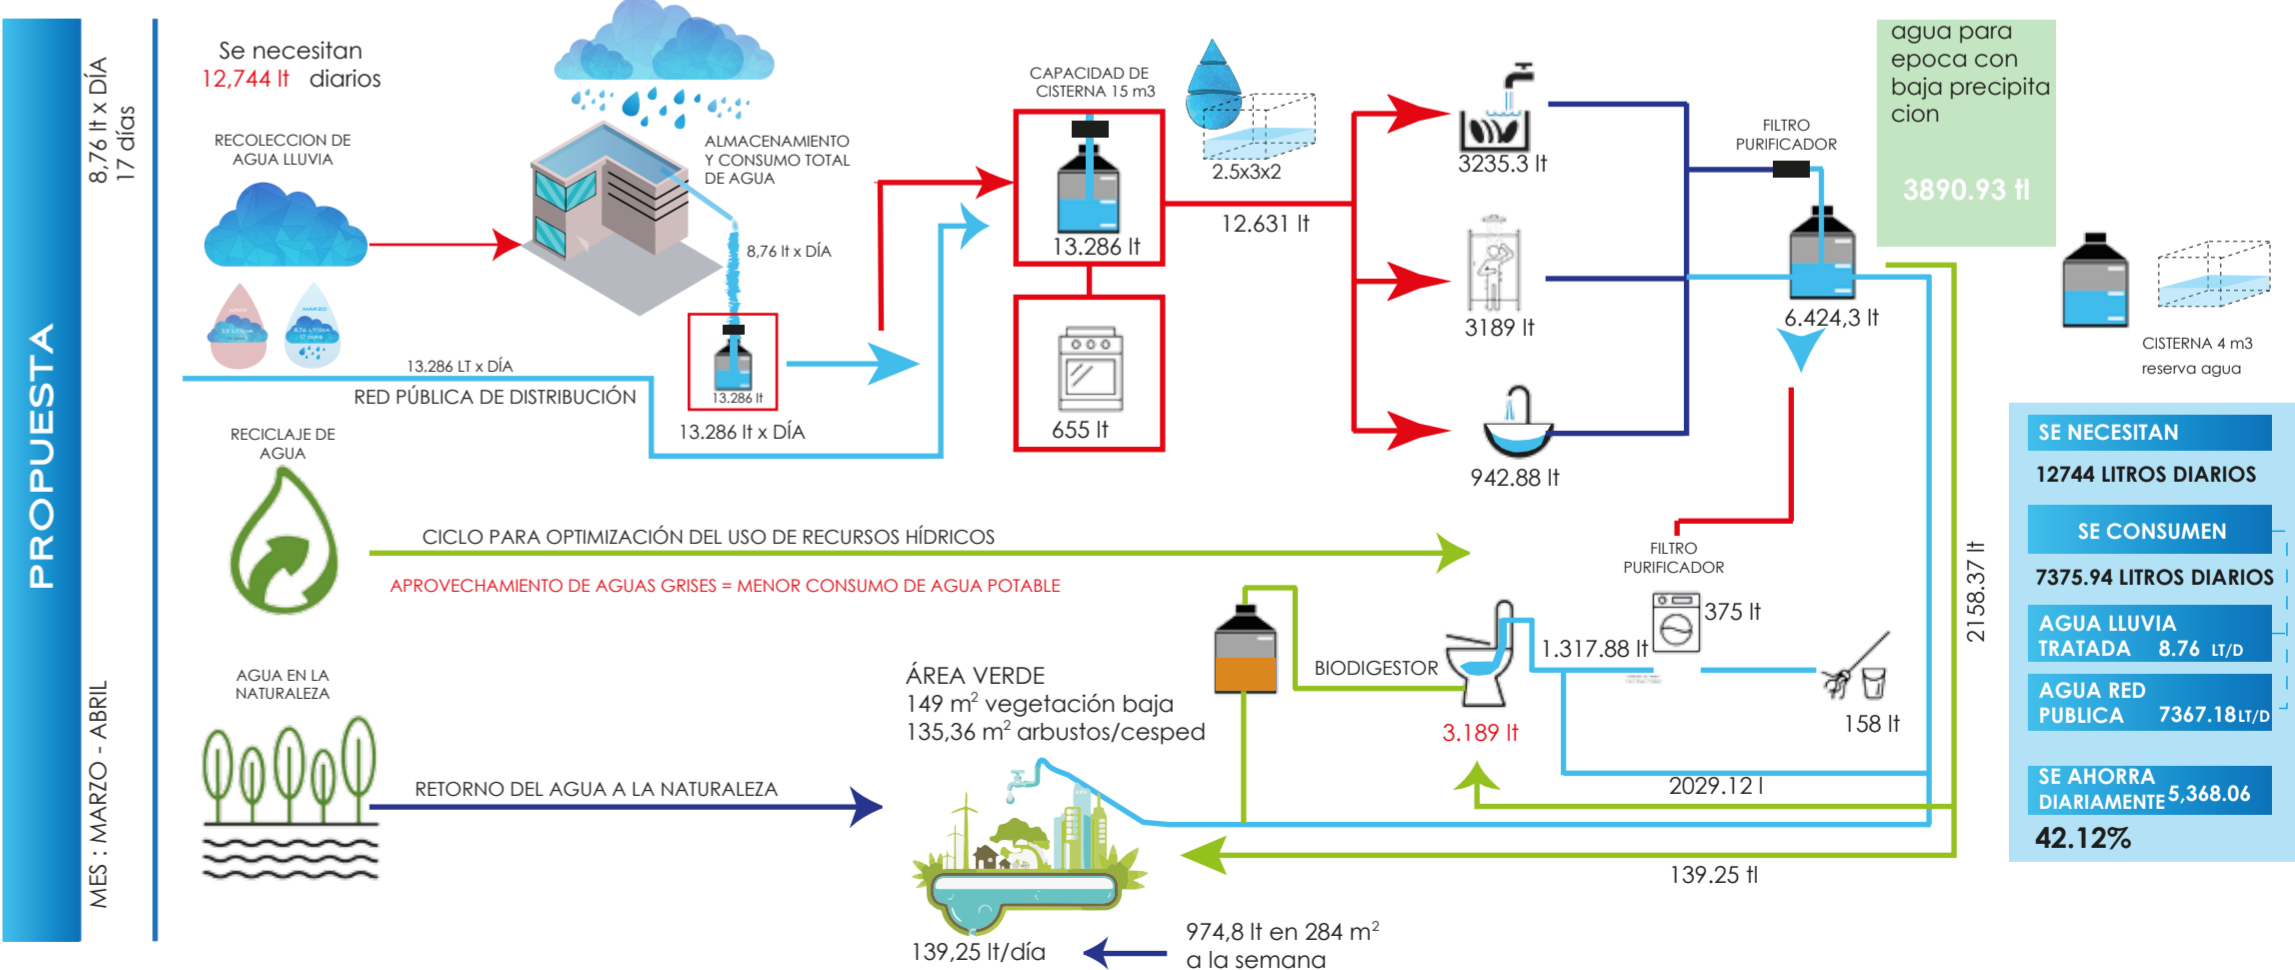 PROPUESTA
8,76 lt x DÍA
17 días
MES : MARZO - ABRIL
Se necesitan
12,744 lt diarios
RECOLECCION DE
AGUA LLUVIA
MARZO
ALMACENAMIENTO
Y CONSUMO TOTAL
DE AGUA
8,76 lt x DÍA
13.286 lt
13.286 LT x DÍA
RED PÚBLICA DE DISTRIBUCIÓN
13.286 lt x DÍA
CAPACIDAD DE
CISTERNA 15 m3
13.286 lt
655 lt
2.5x3x2
12.631 lt
3235.3 lt
3189 lt
942.88 lt
FILTRO
PURIFICADOR
6.424,3 lt
agua para
epoca con
baja precipita
cion
3890.93 tl
CISTERNA 4 m3
reserva agua
RECICLAJE DE
AGUA
CICLO PARA OPTIMIZACIÓN DEL USO DE RECURSOS HÍDRICOS
APROVECHAMIENTO DE AGUAS GRISES = MENOR CONSUMO DE AGUA POTABLE
FILTRO
PURIFICADOR
375 lt
1.317.88 lt
BIODIGESTOR
3.189 lt
158 lt
2029.12 l
2158.37 lt
139.25 tl
AGUA EN LA
NATURALEZA
RETORNO DEL AGUA A LA NATURALEZA
ÁREA VERDE
149 m² vegetación baja
135,36 m² arbustos/cesped
139,25 lt/día
974,8 lt en 284 m²
a la semana
SE NECESITAN
12744 LITROS DIARIOS
SE CONSUMEN
7375.94 LITROS DIARIOS
AGUA LLUVIA
TRATADA 8.76 LT/D
AGUA RED
PUBLICA 7367.18 LT/D
SE AHORRA
DIARIAMENTE 5,368.06
42.12%